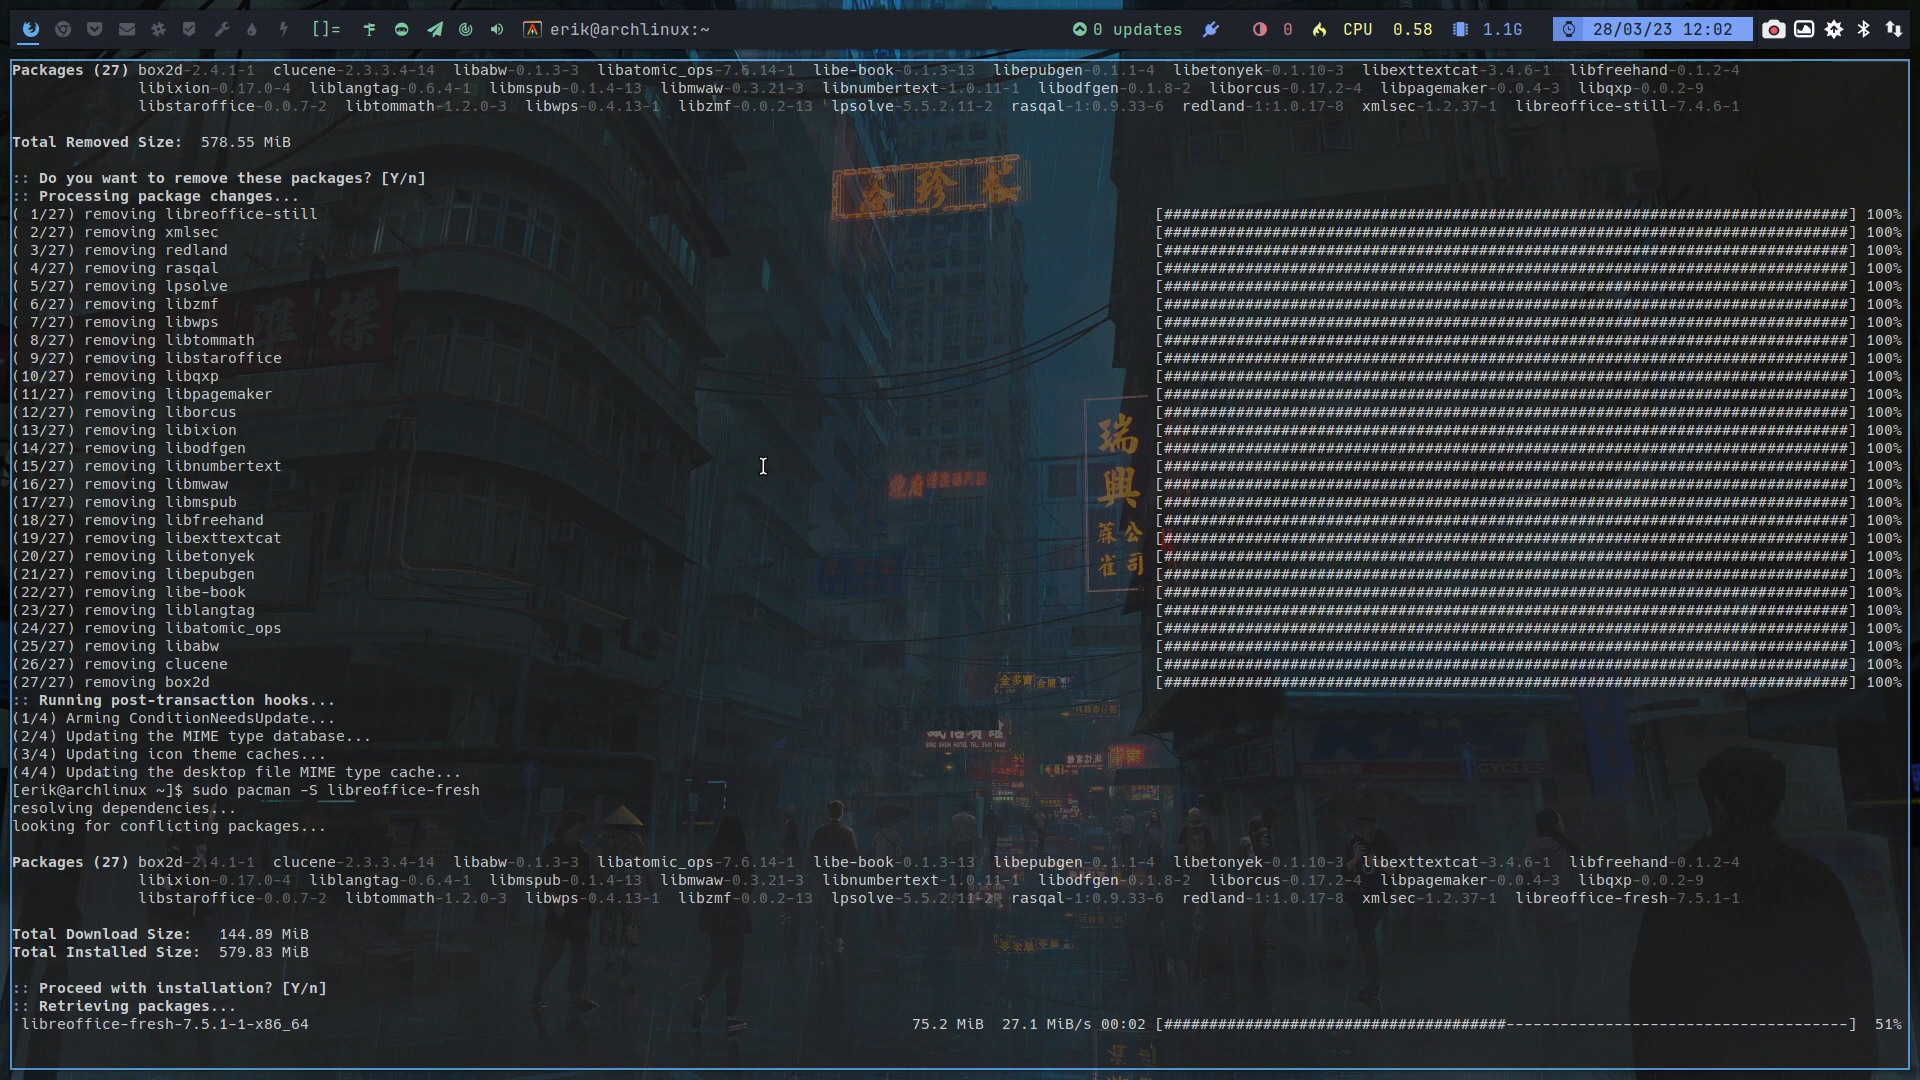 []= erik@archlinux:~ 0 updates 0 CPU 0.58 1.1G 28/03/23 12:02
Packages (27) box2d-2.4.1-1 clucene-2.3.3.4-14 libabw-0.1.3-3 libatomic_ops-7.6.14-1 libe-book-0.1.3-13 libepubgen-0.1.1-4 libetonyek-0.1.10-3 libexttextcat-3.4.6-1 libfreehand-0.1.2-4
libixion-0.17.0-4 liblangtag-0.6.4-1 libmspub-0.1.4-13 libmwaw-0.3.21-3 libnumbertext-1.0.11-1 libodfgen-0.1.8-2 liborcus-0.17.2-4 libpagemaker-0.0.4-3 libqxp-0.0.2-9
libstaroffice-0.0.7-2 libtommath-1.2.0-3 libwps-0.4.13-1 libzmf-0.0.2-13 lpsolve-5.5.2.11-2 rasqal-1:0.9.33-6 redland-1:1.0.17-8 xmlsec-1.2.37-1 libreoffice-still-7.4.6-1
Total Removed Size: 578.55 MiB
:: Do you want to remove these packages? [Y/n]
:: Processing package changes...
( 1/27) removing libreoffice-still [############################################################################] 100%
( 2/27) removing xmlsec [############################################################################] 100%
( 3/27) removing redland [############################################################################] 100%
( 4/27) removing rasqal [############################################################################] 100%
( 5/27) removing lpsolve [############################################################################] 100%
( 6/27) removing libzmf [############################################################################] 100%
( 7/27) removing libwps [############################################################################] 100%
( 8/27) removing libtommath [############################################################################] 100%
( 9/27) removing libstaroffice [############################################################################] 100%
(10/27) removing libqxp [############################################################################] 100%
(11/27) removing libpagemaker [############################################################################] 100%
(12/27) removing liborcus [############################################################################] 100%
(13/27) removing libixion [############################################################################] 100%
(14/27) removing libodfgen [############################################################################] 100%
(15/27) removing libnumbertext [############################################################################] 100%
(16/27) removing libmwaw [############################################################################] 100%
(17/27) removing libmspub [############################################################################] 100%
(18/27) removing libfreehand [############################################################################] 100%
(19/27) removing libexttextcat [############################################################################] 100%
(20/27) removing libetonyek [############################################################################] 100%
(21/27) removing libepubgen [############################################################################] 100%
(22/27) removing libe-book [############################################################################] 100%
(23/27) removing liblangtag [############################################################################] 100%
(24/27) removing libatomic_ops [############################################################################] 100%
(25/27) removing libabw [############################################################################] 100%
(26/27) removing clucene [############################################################################] 100%
(27/27) removing box2d [############################################################################] 100%
:: Running post-transaction hooks...
(1/4) Arming ConditionNeedsUpdate...
(2/4) Updating the MIME type database...
(3/4) Updating icon theme caches...
(4/4) Updating the desktop file MIME type cache...
[erik@archlinux ~]$ sudo pacman -S libreoffice-fresh
resolving dependencies...
looking for conflicting packages...
Packages (27) box2d-2.4.1-1 clucene-2.3.3.4-14 libabw-0.1.3-3 libatomic_ops-7.6.14-1 libe-book-0.1.3-13 libepubgen-0.1.1-4 libetonyek-0.1.10-3 libexttextcat-3.4.6-1 libfreehand-0.1.2-4
libixion-0.17.0-4 liblangtag-0.6.4-1 libmspub-0.1.4-13 libmwaw-0.3.21-3 libnumbertext-1.0.11-1 libodfgen-0.1.8-2 liborcus-0.17.2-4 libpagemaker-0.0.4-3 libqxp-0.0.2-9
libstaroffice-0.0.7-2 libtommath-1.2.0-3 libwps-0.4.13-1 libzmf-0.0.2-13 lpsolve-5.5.2.11-2 rasqal-1:0.9.33-6 redland-1:1.0.17-8 xmlsec-1.2.37-1 libreoffice-fresh-7.5.1-1
Total Download Size: 144.89 MiB
Total Installed Size: 579.83 MiB
:: Proceed with installation? [Y/n]
:: Retrieving packages...
libreoffice-fresh-7.5.1-1-x86_64 75.2 MiB 27.1 MiB/s 00:02 [######################################--------------------------------------] 51%
瑞興
公司